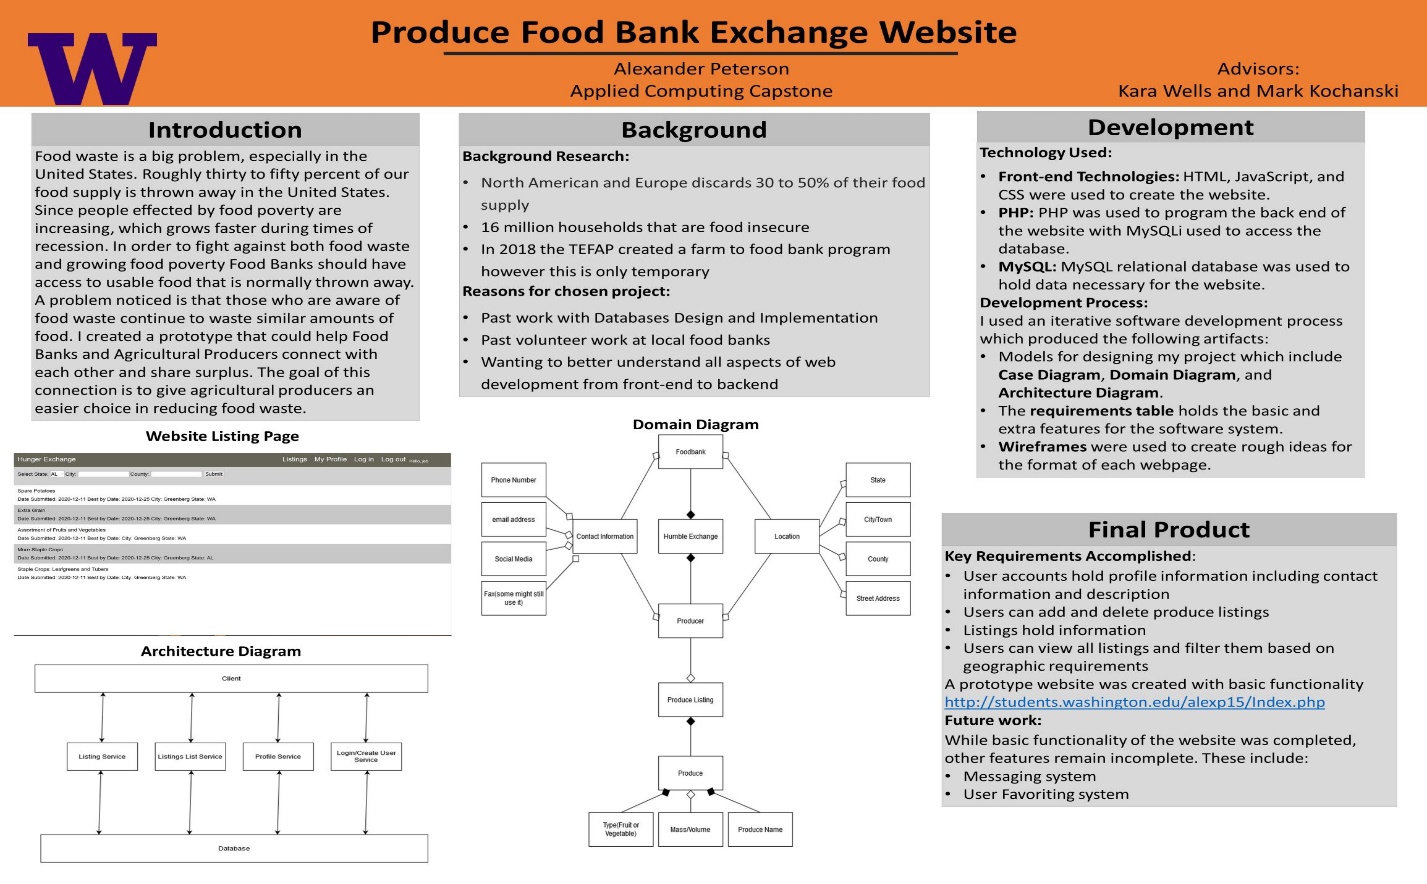 W
Produce Food Bank Exchange Website
Alexander Peterson
Applied Computing Capstone
Advisors:
Kara Wells and Mark Kochanski
Introduction
Food waste is a big problem, especially in the
United States. Roughly thirty to fifty percent of our
food supply is thrown away in the United States.
Since people effected by food poverty are
increasing, which grows faster during times of
recession. In order to fight against both food waste
and growing food poverty Food Banks should have
access to usable food that is normally thrown away.
A problem noticed is that those who are aware of
food waste continue to waste similar amounts of
food. I created a prototype that could help Food
Banks and Agricultural Producers connect with
each other and share surplus. The goal of this
connection is to give agricultural producers an
easier choice in reducing food waste.
Website Listing Page
Hunger Exchange
Listings My Profile Log in Log out
Select State: AL City: County: Submit
Spare Potatoes
Date Submitted: 2020-12-11 Best by Date: 2020-12-25 City: Greenberg State: WA
Extra Grain
Date Submitted: 2020-12-11 Best by Date: 2020-12-25 City: Greenberg State: WA
Assortment of Fruits and Vegetables
Date Submitted: 2020-12-11 Best by Date: City: Greenberg State: WA
More Staple Crops
Date Submitted: 2020-12-11 Best by Date: 2020-12-25 City: Greenberg State: AL
Staple Crops: Leafgreens and Tubers
Date Submitted: 2020-12-11 Best by Date: City: Greenberg State: WA
Architecture Diagram
Client
Listing Service
Listings List Service
Profile Service
Login/Create User
Service
Database
Background
Background Research:
• North American and Europe discards 30 to 50% of their food
supply
• 16 million households that are food insecure
• In 2018 the TEFAP created a farm to food bank program
however this is only temporary
Reasons for chosen project:
• Past work with Databases Design and Implementation
• Past volunteer work at local food banks
• Wanting to better understand all aspects of web
development from front-end to backend
Domain Diagram
Foodbank
Phone Number
State
email address
City/Town
Contact Information
Humble Exchange
Location
Social Media
County
Fax(some might still
use it)
Street Address
Producer
Produce Listing
Produce
Type(Fruit or
Vegetable)
Mass/Volume
Produce Name
Development
Technology Used:
• Front-end Technologies: HTML, JavaScript, and
CSS were used to create the website.
• PHP: PHP was used to program the back end of
the website with MySQLi used to access the
database.
• MySQL: MySQL relational database was used to
hold data necessary for the website.
Development Process:
I used an iterative software development process
which produced the following artifacts:
• Models for designing my project which include
Case Diagram, Domain Diagram, and
Architecture Diagram.
• The requirements table holds the basic and
extra features for the software system.
• Wireframes were used to create rough ideas for
the format of each webpage.
Final Product
Key Requirements Accomplished:
• User accounts hold profile information including contact
information and description
• Users can add and delete produce listings
• Listings hold information
• Users can view all listings and filter them based on
geographic requirements
A prototype website was created with basic functionality
http://students.washington.edu/alexp15/Index.php
Future work:
While basic functionality of the website was completed,
other features remain incomplete. These include:
• Messaging system
• User Favoriting system